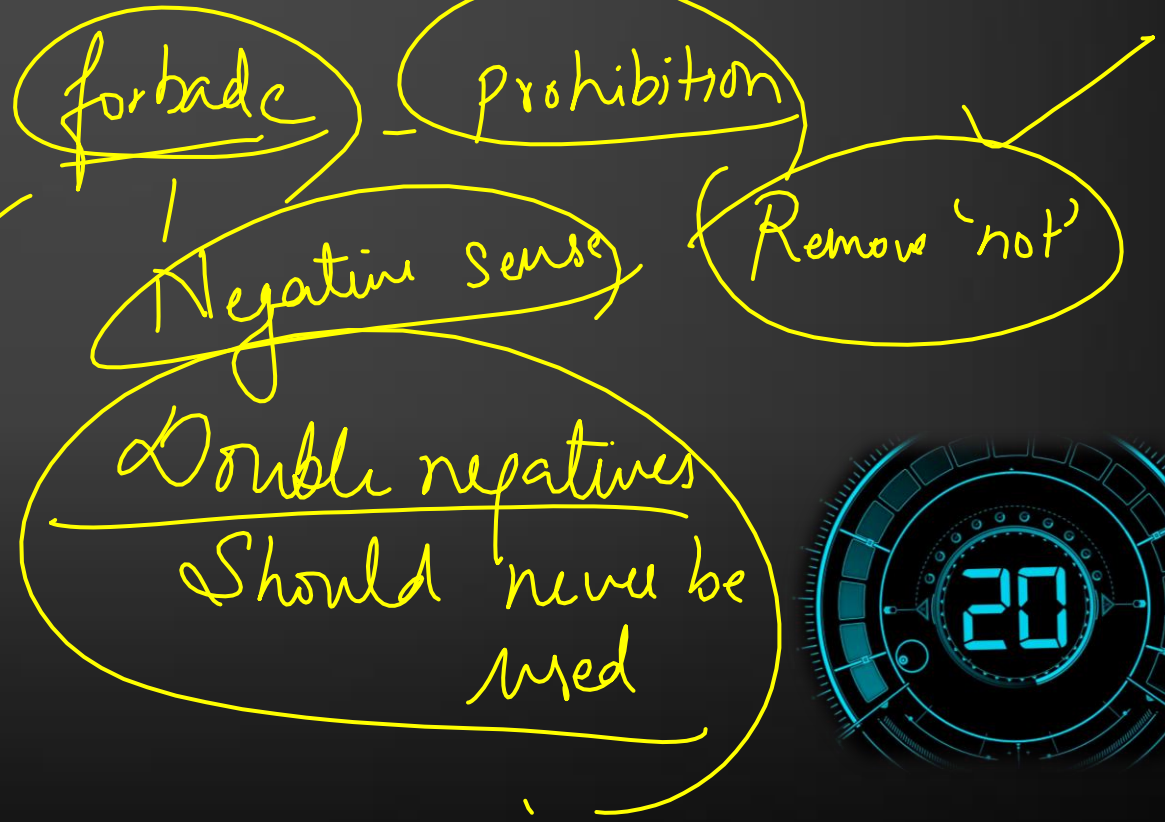 forbade - prohibition
Negative sense
Remove 'not'
Double negatives
Should never be
used
20